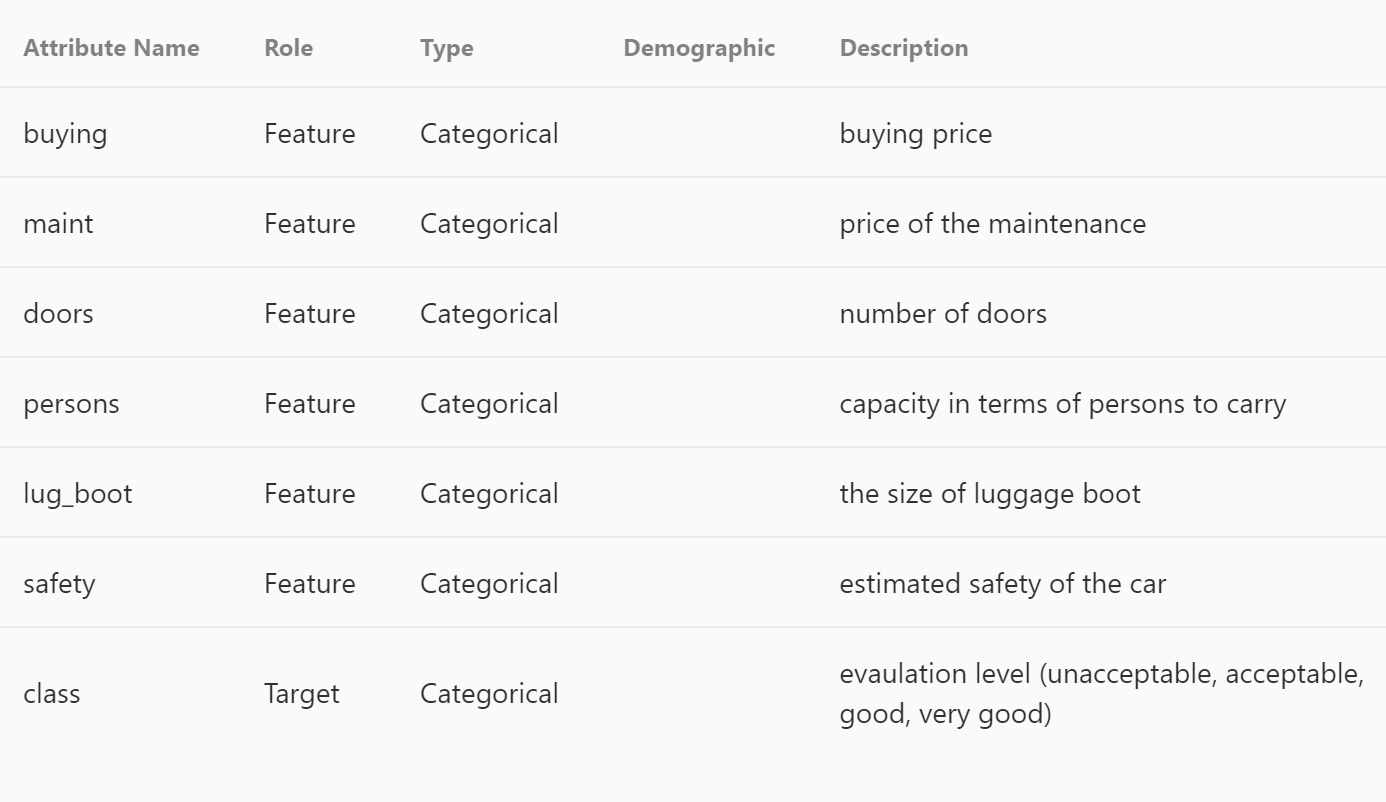 Attribute Name Role Type Demographic Description
buying Feature Categorical buying price
maint Feature Categorical price of the maintenance
doors Feature Categorical number of doors
persons Feature Categorical capacity in terms of persons to carry
lug_boot Feature Categorical the size of luggage boot
safety Feature Categorical estimated safety of the car
class Target Categorical evaulation level (unacceptable, acceptable,
good, very good)